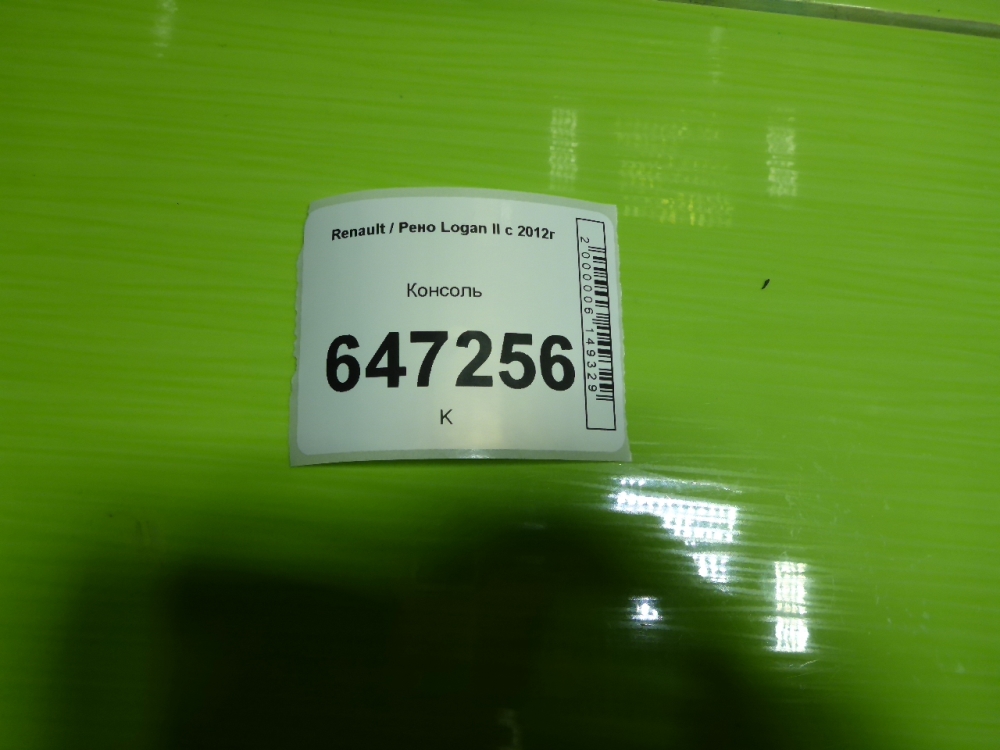 Renault / Рено Logan II с 2012г
Консоль
647256
К
2000006149329